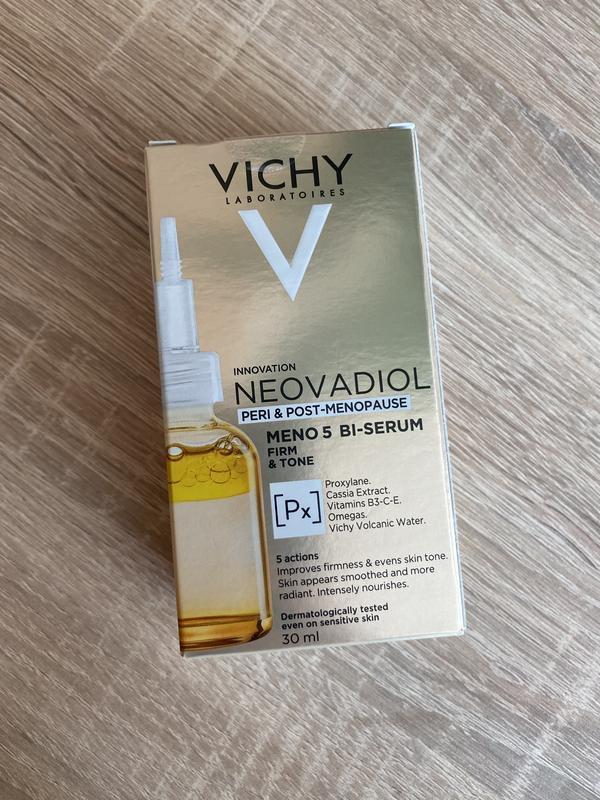 VICHY
LABORATOIRES
V
INNOVATION
NEOVADIOL
PERI & POST-MENOPAUSE
MENO 5 BI-SERUM
FIRM
& TONE
[Px]
Proxylane.
Cassia Extract.
Vitamins B3-C-E.
Omegas.
Vichy Volcanic Water.
5 actions
Improves firmness & evens skin tone.
Skin appears smoothed and more
radiant. Intensely nourishes.
Dermatologically tested
even on sensitive skin
30 ml